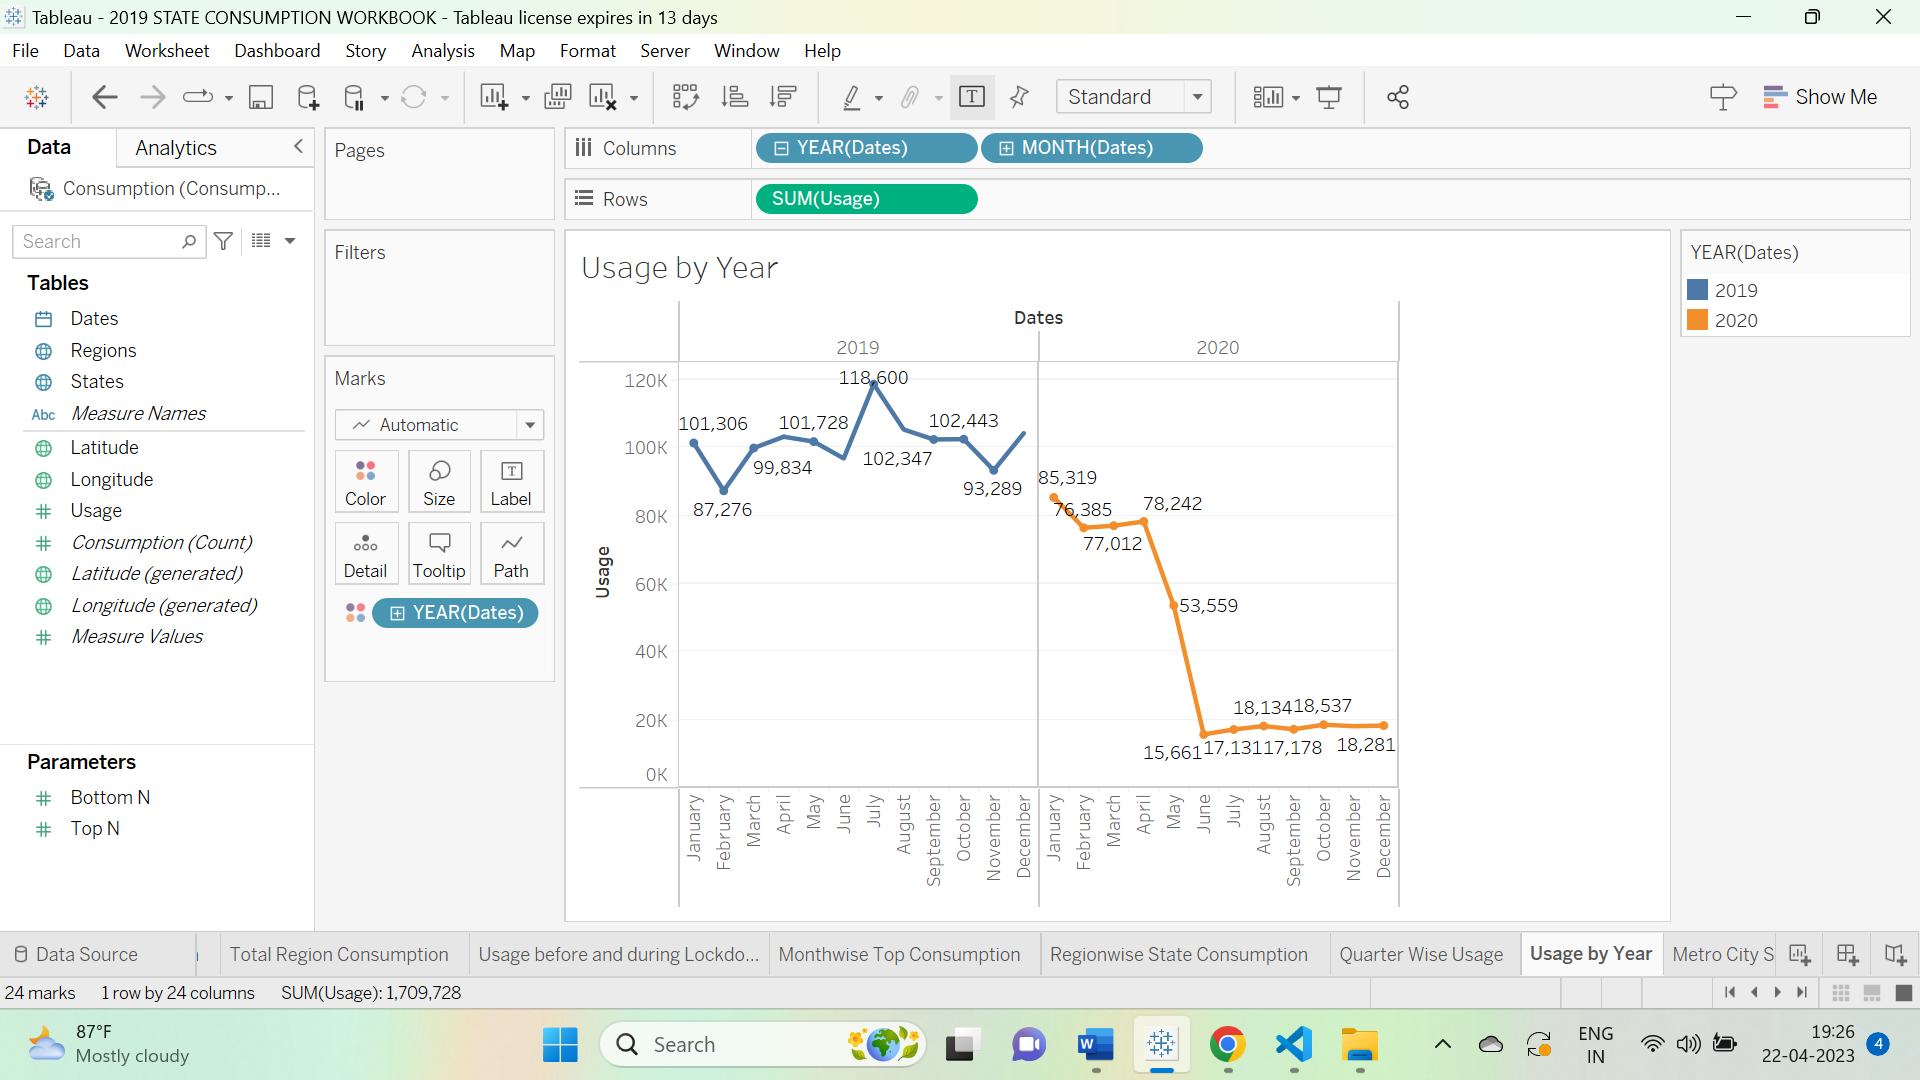 Tableau - 2019 STATE CONSUMPTION WORKBOOK - Tableau license expires in 13 days
File Data Worksheet Dashboard Story Analysis Map Format Server Window Help
Standard
Show Me
Data
Analytics
Consumption (Consump...
Search
Tables
Dates
Regions
States
Abc Measure Names
Latitude
Longitude
Usage
Consumption (Count)
Latitude (generated)
Longitude (generated)
Measure Values
Parameters
Bottom N
Top N
Pages
Filters
Marks
Automatic
Color Size Label
Detail Tooltip Path
YEAR(Dates)
Columns YEAR(Dates) MONTH(Dates)
Rows SUM(Usage)
Usage by Year
Dates
2019 2020
Usage
120K
100K
80K
60K
40K
20K
0K
101,306
87,276
99,834
101,728
118,600
102,347
102,443
93,289
85,319
76,385
77,012
78,242
53,559
15,661
17,131
18,134
17,178
18,537
18,281
January February March April May June July August September October November December
January February March April May June July August September October November December
YEAR(Dates)
2019
2020
Data Source Total Region Consumption Usage before and during Lockdo... Monthwise Top Consumption Regionwise State Consumption Quarter Wise Usage Usage by Year Metro City S
24 marks 1 row by 24 columns SUM(Usage): 1,709,728
87°F
Mostly cloudy
Search
ENG
IN
19:26
22-04-2023
4